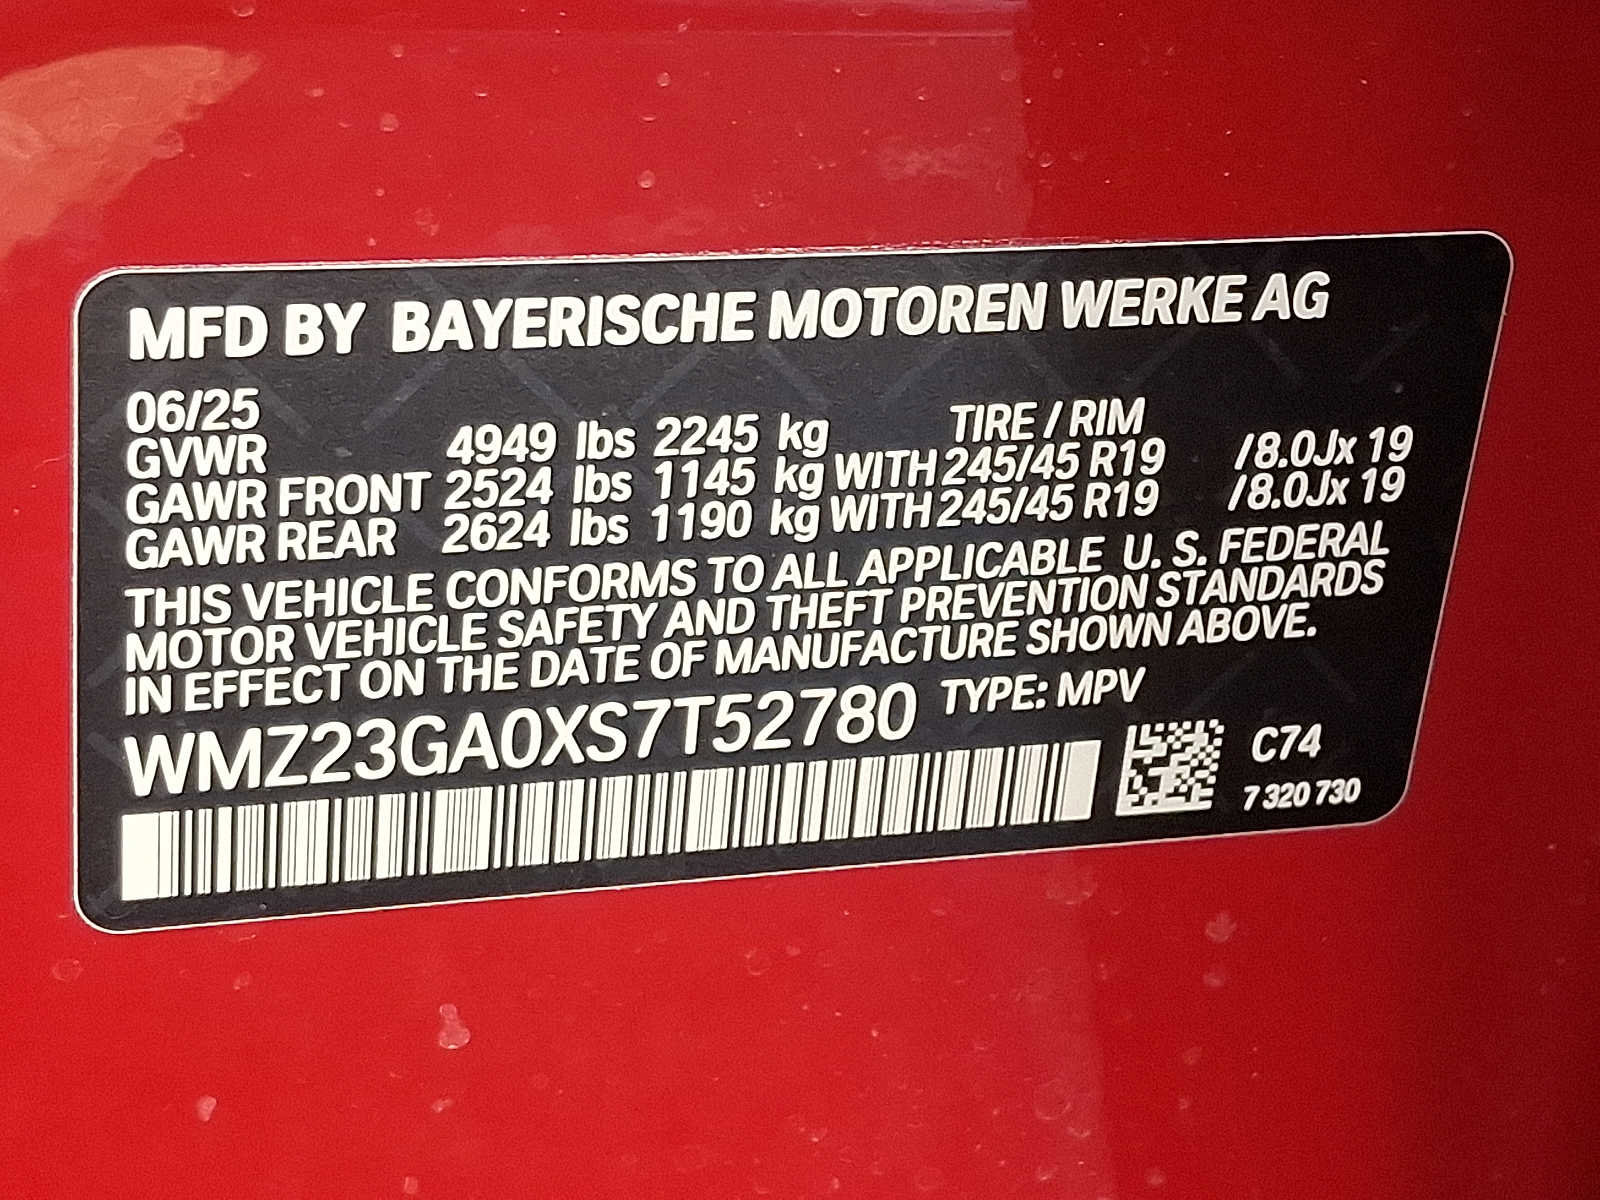 MFD BY BAYERISCHE MOTOREN WERKE AG
06/25
GVWR 4949 lbs 2245 kg TIRE / RIM
GAWR FRONT 2524 lbs 1145 kg WITH 245/45 R19 /8.0Jx 19
GAWR REAR 2624 lbs 1190 kg WITH 245/45 R19 /8.0Jx 19
THIS VEHICLE CONFORMS TO ALL APPLICABLE U. S. FEDERAL
MOTOR VEHICLE SAFETY AND THEFT PREVENTION STANDARDS
IN EFFECT ON THE DATE OF MANUFACTURE SHOWN ABOVE.
WMZ23GA0XS7T52780 TYPE: MPV
C74
7 320 730